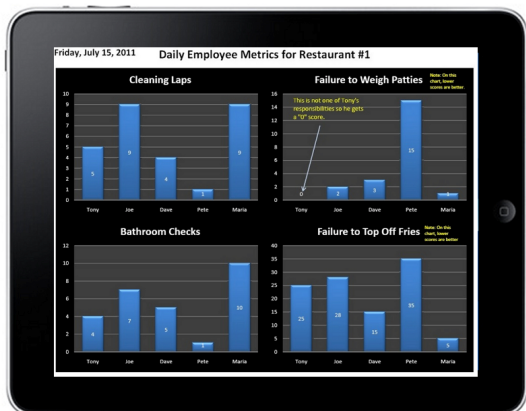 Friday, July 15, 2011
Daily Employee Metrics for Restaurant #1
Cleaning Laps
10
9
8
7
6
5
4
3
2
1
0
5
9
4
1
9
Tony Joe Dave Pete Maria
Failure to Weigh Patties
Note: On this
chart, lower
scores are better.
This is not one of Tony's
responsibilities so he gets
a "0" score.
16
14
12
10
8
6
4
2
0
0
2
3
15
1
Tony Joe Dave Pete Maria
Bathroom Checks
12
10
8
6
4
2
0
4
7
5
1
10
Tony Joe Dave Pete Maria
Failure to Top Off Fries
Note: On this
chart, lower
scores are better
40
35
30
25
20
15
10
5
0
25
28
15
35
5
Tony Joe Dave Pete Maria